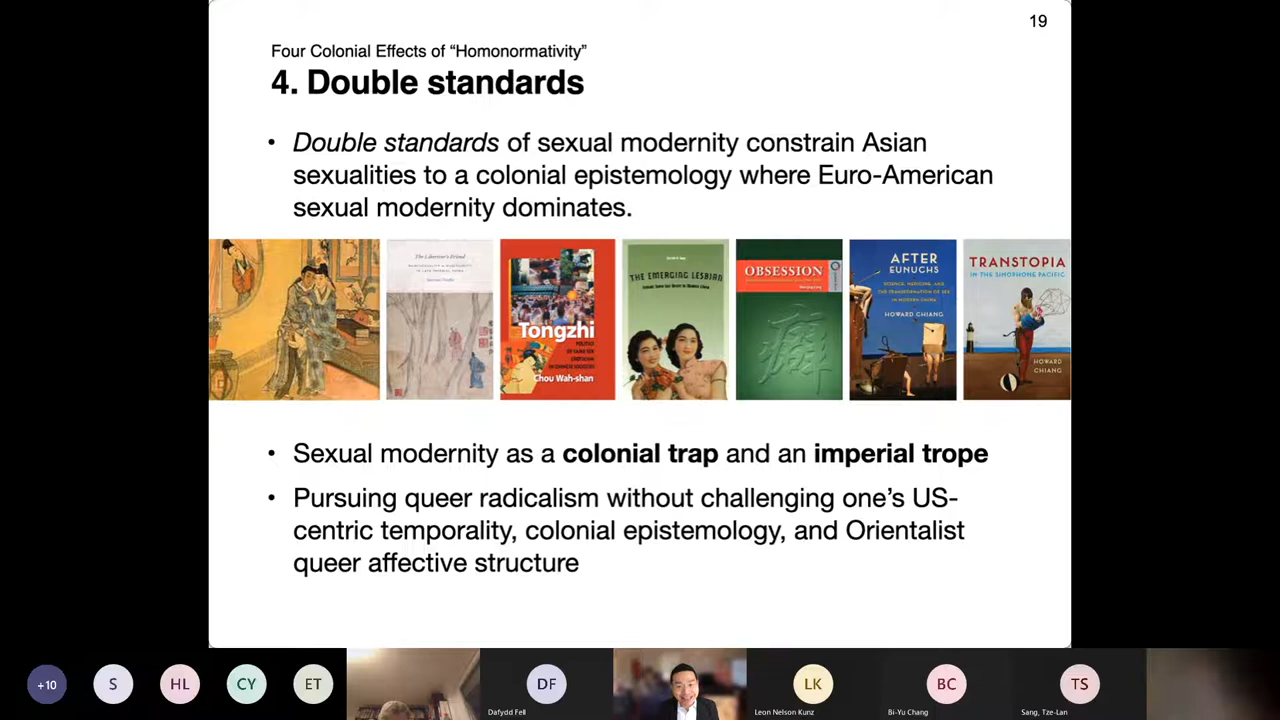 19
Four Colonial Effects of “Homonormativity”
4. Double standards
• Double standards of sexual modernity constrain Asian
sexualities to a colonial epistemology where Euro-American
sexual modernity dominates.
The Libertine's Friend
Tongzhi
POLITICS
OF SAME-SEX
EROTICISM
IN CHINESE SOCIETIES
Chou Wah-shan
THE EMERGING LESBIAN
OBSESSION
癖
AFTER
EUNUCHS
SCIENCE, MEDICINE, AND
THE TRANSFORMATION OF SEX
IN MODERN CHINA
HOWARD CHIANG
TRANSTOPIA
IN THE SINOPHONE PACIFIC
HOWARD
CHIANG
• Sexual modernity as a colonial trap and an imperial trope
• Pursuing queer radicalism without challenging one’s US-
centric temporality, colonial epistemology, and Orientalist
queer affective structure
+10
S
HL
CY
ET
DF
Dafydd Fell
LK
Leon Nelson Kunz
BC
Bi-Yu Chang
TS
Sang, Tze-Lan